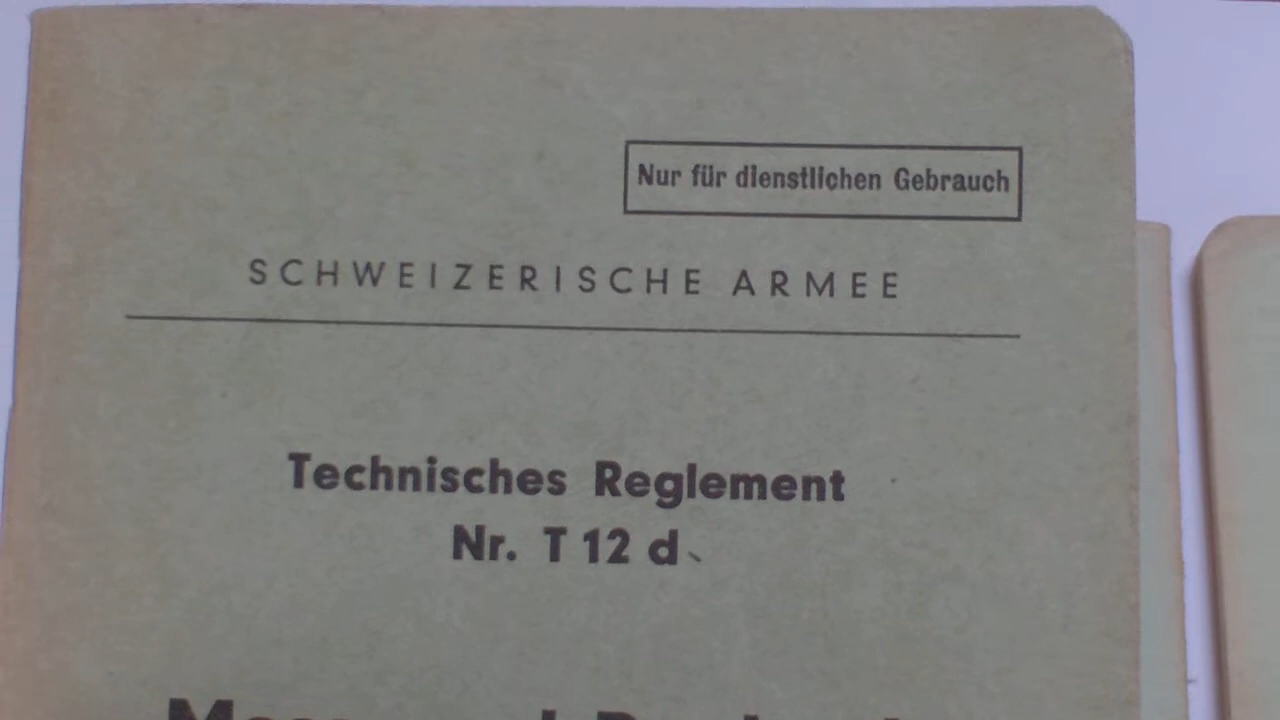 Nur für dienstlichen Gebrauch
SCHWEIZERISCHE ARMEE
Technisches Reglement
Nr. T 12 d